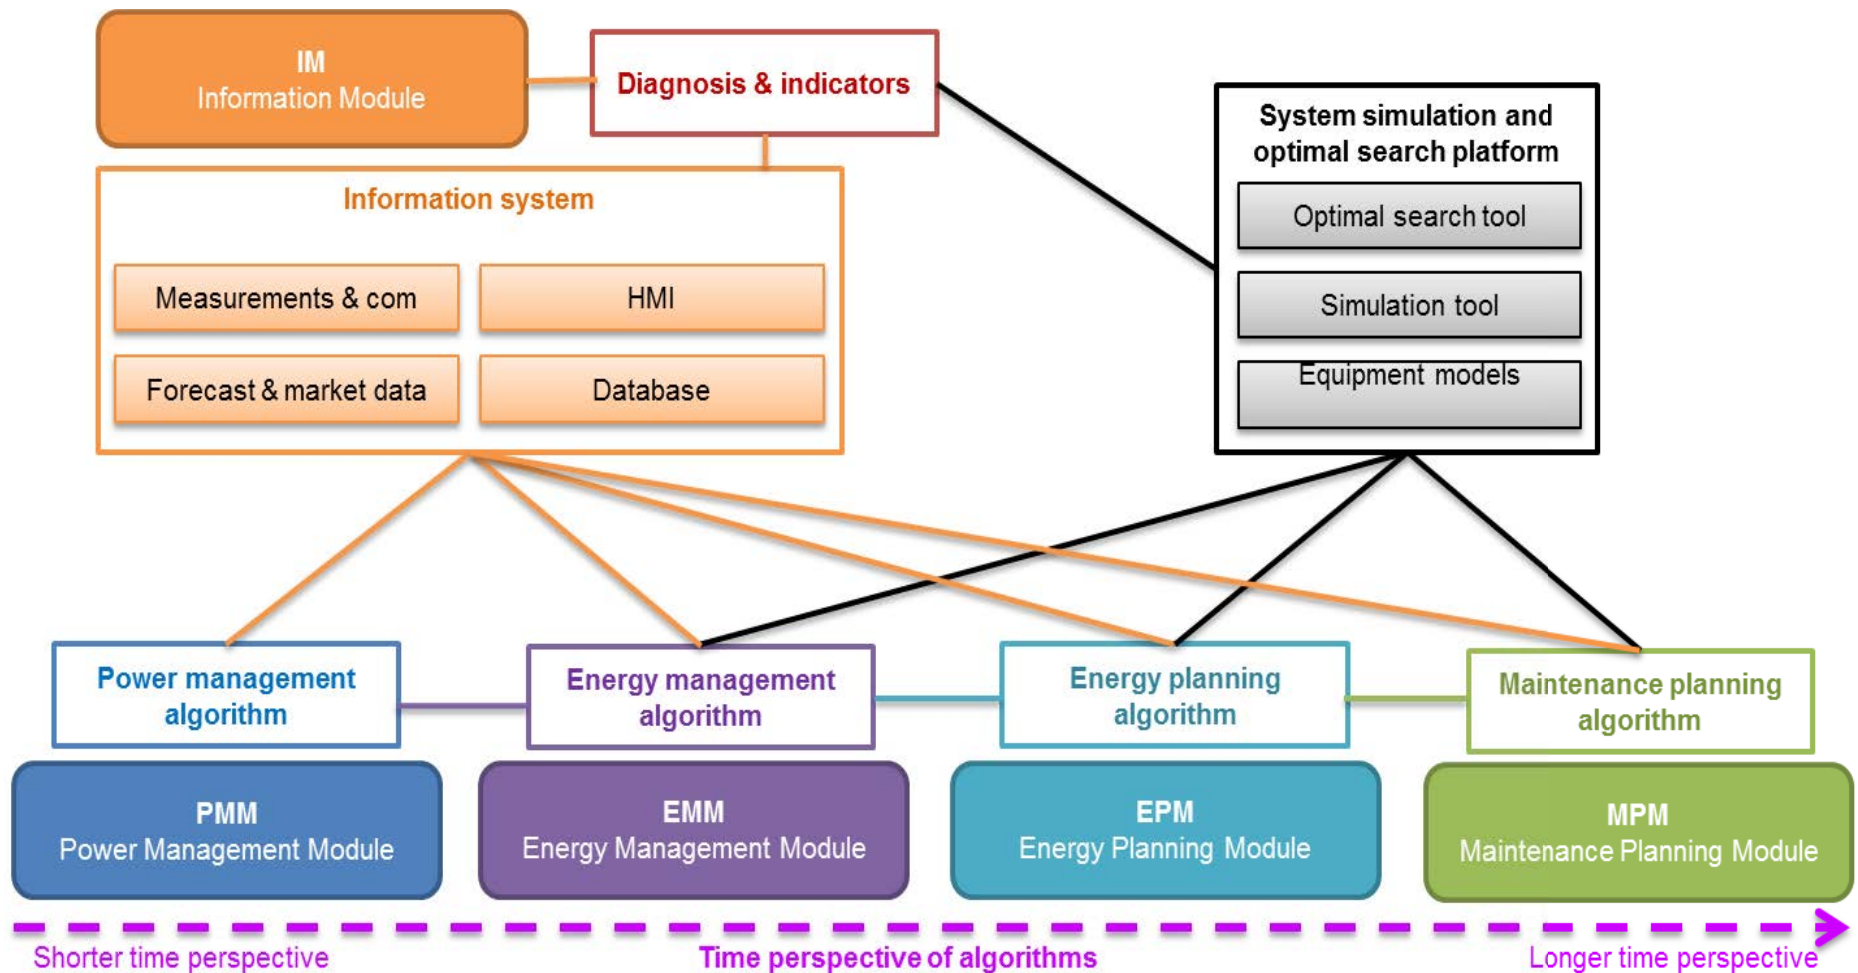 IM
Information Module
Diagnosis & indicators
System simulation and
optimal search platform
Optimal search tool
Simulation tool
Equipment models
Information system
Measurements & com
HMI
Forecast & market data
Database
Power management
algorithm
Energy management
algorithm
Energy planning
algorithm
Maintenance planning
algorithm
PMM
Power Management Module
EMM
Energy Management Module
EPM
Energy Planning Module
MPM
Maintenance Planning Module
Shorter time perspective
Time perspective of algorithms
Longer time perspective